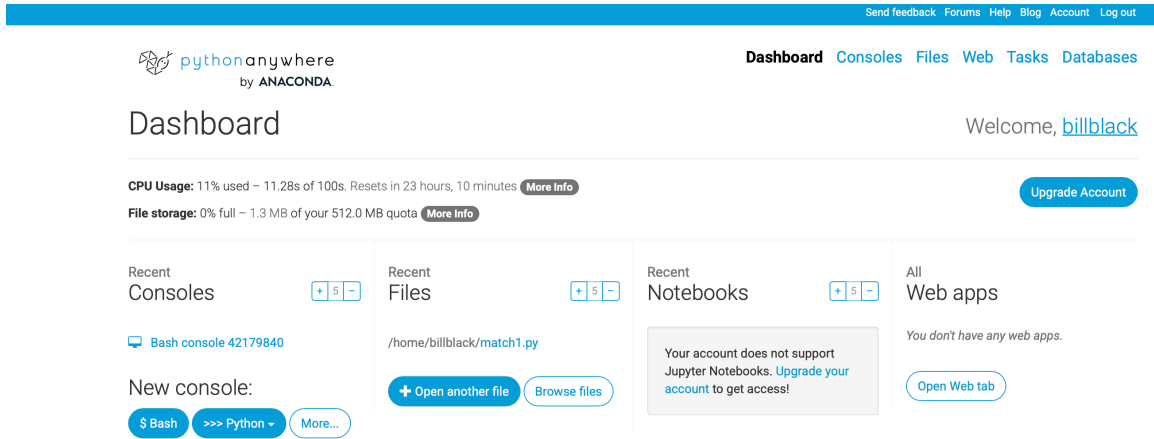 Send feedback Forums Help Blog Account Log out
pythonanywhere
by ANACONDA.
Dashboard Consoles Files Web Tasks Databases
Dashboard
Welcome, billblack
CPU Usage: 11% used – 11.28s of 100s. Resets in 23 hours, 10 minutes More Info
Upgrade Account
File storage: 0% full – 1.3 MB of your 512.0 MB quota More Info
Recent
Consoles
+ 5 −
Bash console 42179840
New console:
$ Bash
>>> Python
More...
Recent
Files
+ 5 −
/home/billblack/match1.py
+ Open another file
Browse files
Recent
Notebooks
+ 5 −
Your account does not support
Jupyter Notebooks. Upgrade your
account to get access!
All
Web apps
You don't have any web apps.
Open Web tab